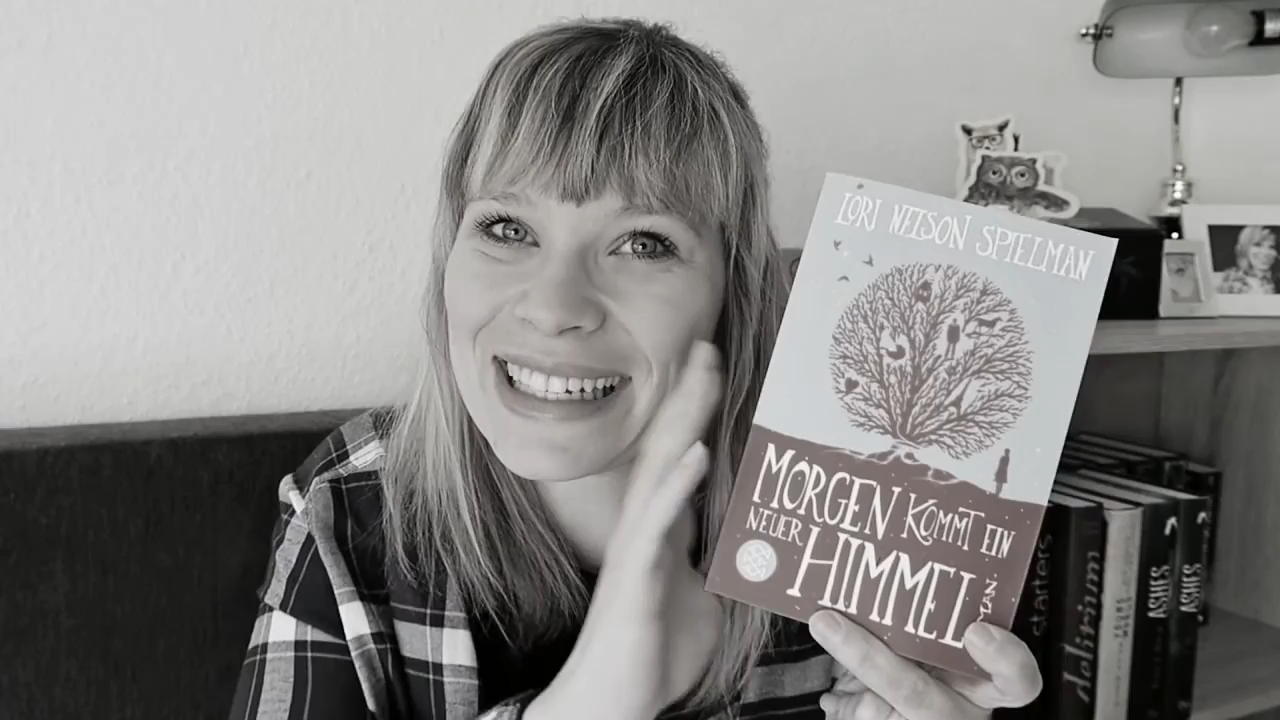 LORI NELSON SPIELMAN
MORGEN KOMMT EIN
NEUER HIMMEL
starters
delirium
ASHES
ASHES